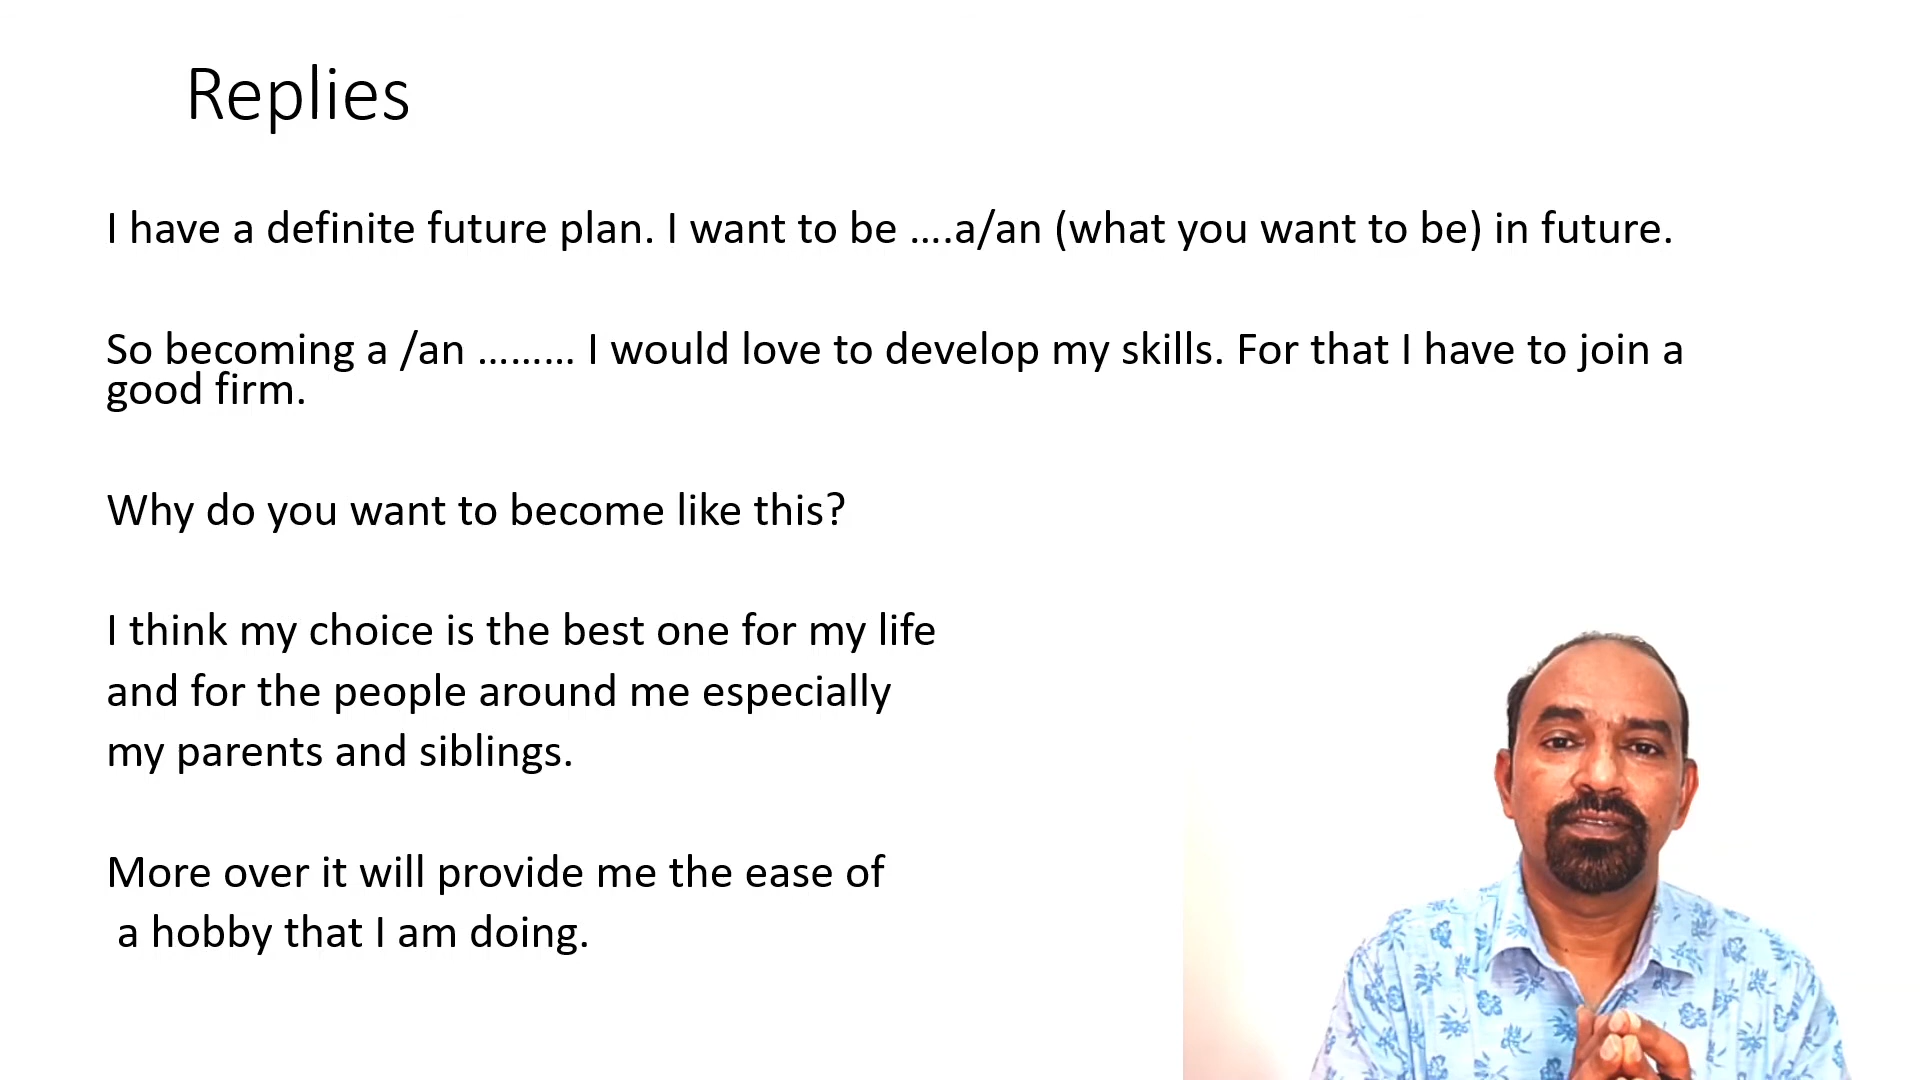 Replies
I have a definite future plan. I want to be ....a/an (what you want to be) in future.
So becoming a /an ......... I would love to develop my skills. For that I have to join a
good firm.
Why do you want to become like this?
I think my choice is the best one for my life
and for the people around me especially
my parents and siblings.
More over it will provide me the ease of
a hobby that I am doing.